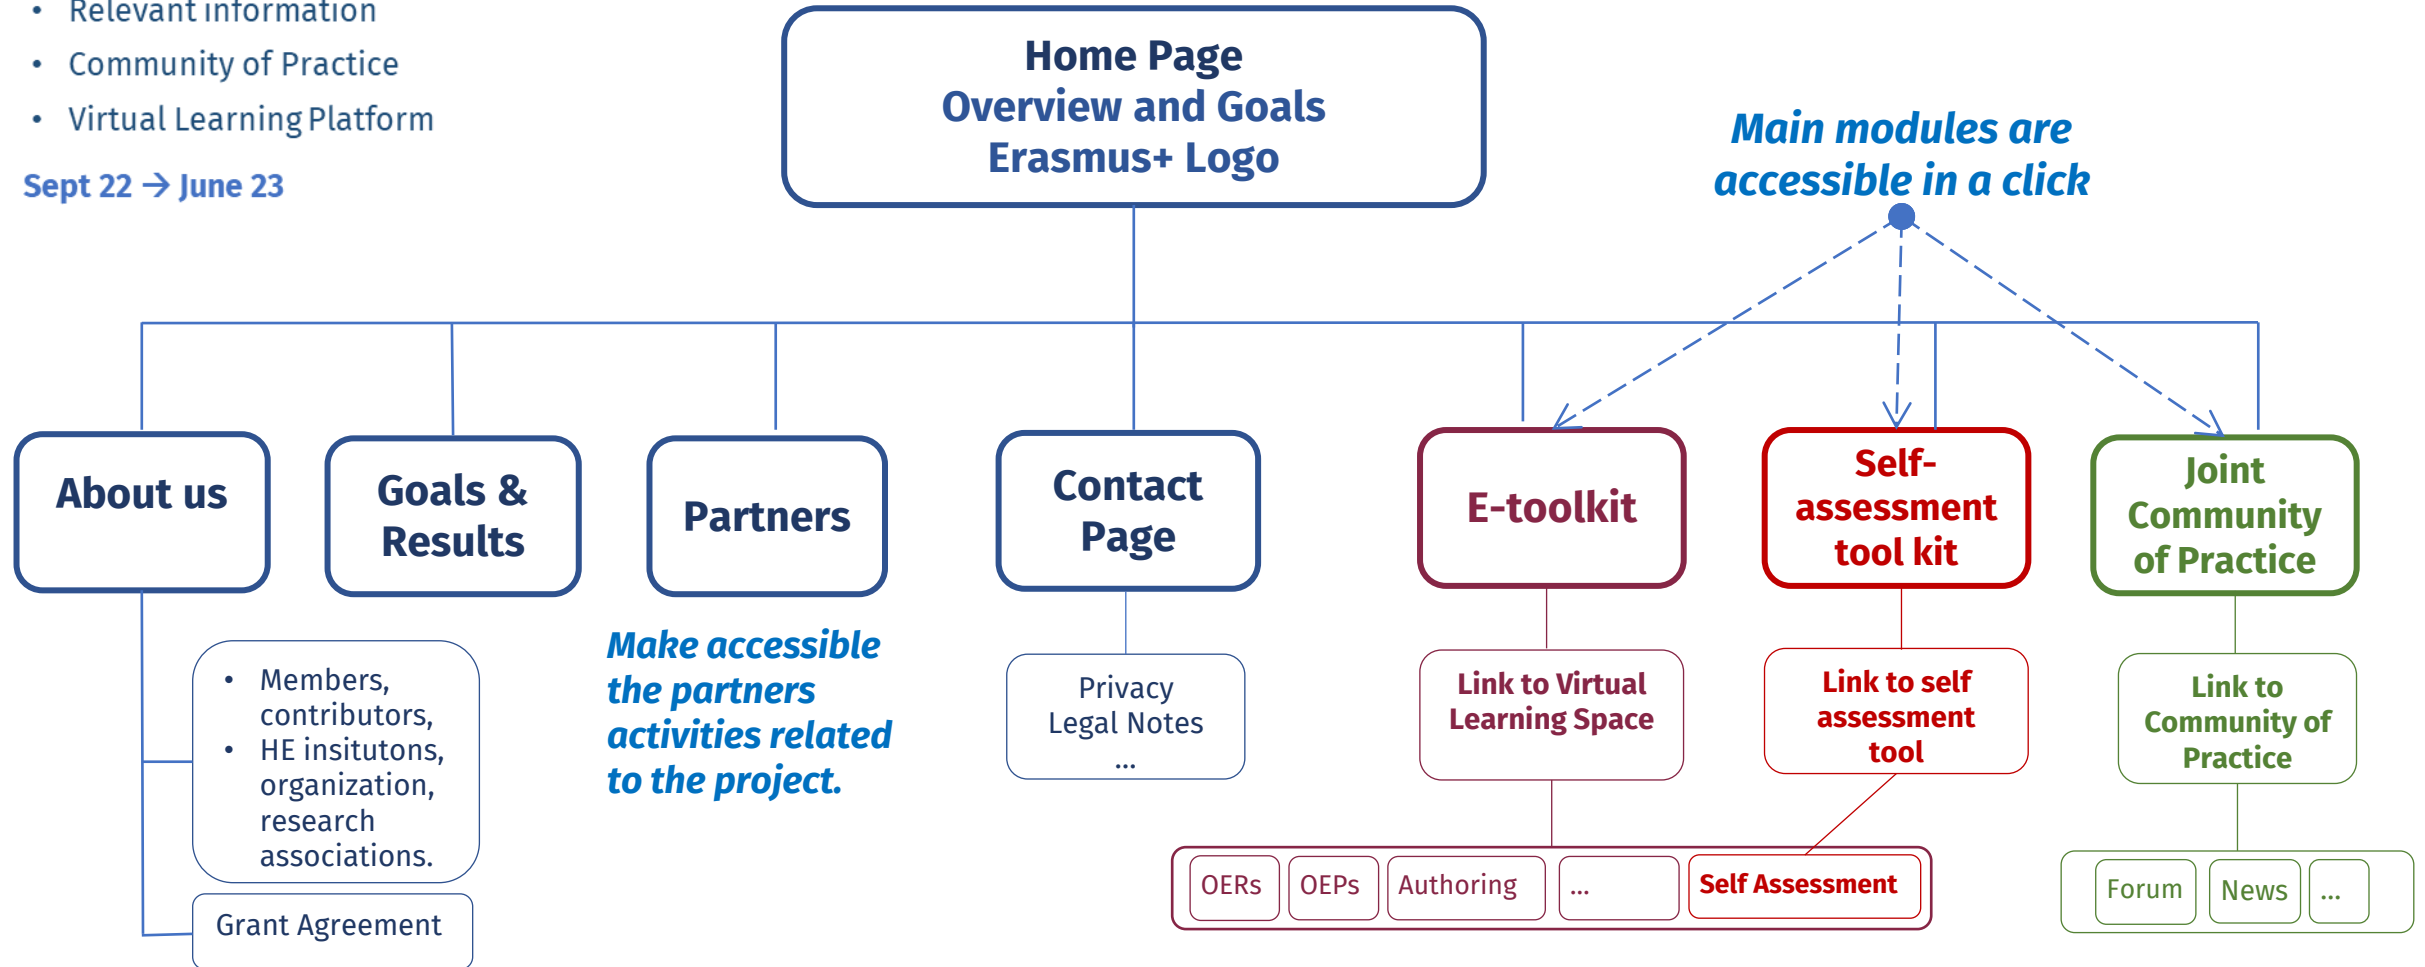 • Relevant information
• Community of Practice
• Virtual Learning Platform
Sept 22 → June 23
Home Page
Overview and Goals
Erasmus+ Logo
Main modules are
accessible in a click
About us
Goals &
Results
Partners
Contact
Page
E-toolkit
Self-
assessment
tool kit
Joint
Community
of Practice
• Members,
contributors,
• HE insitutons,
organization,
research
associations.
Grant Agreement
Make accessible
the partners
activities related
to the project.
Privacy
Legal Notes
...
Link to Virtual
Learning Space
Link to self
assessment
tool
Link to
Community of
Practice
OERs
OEPs
Authoring
...
Self Assessment
Forum
News
...